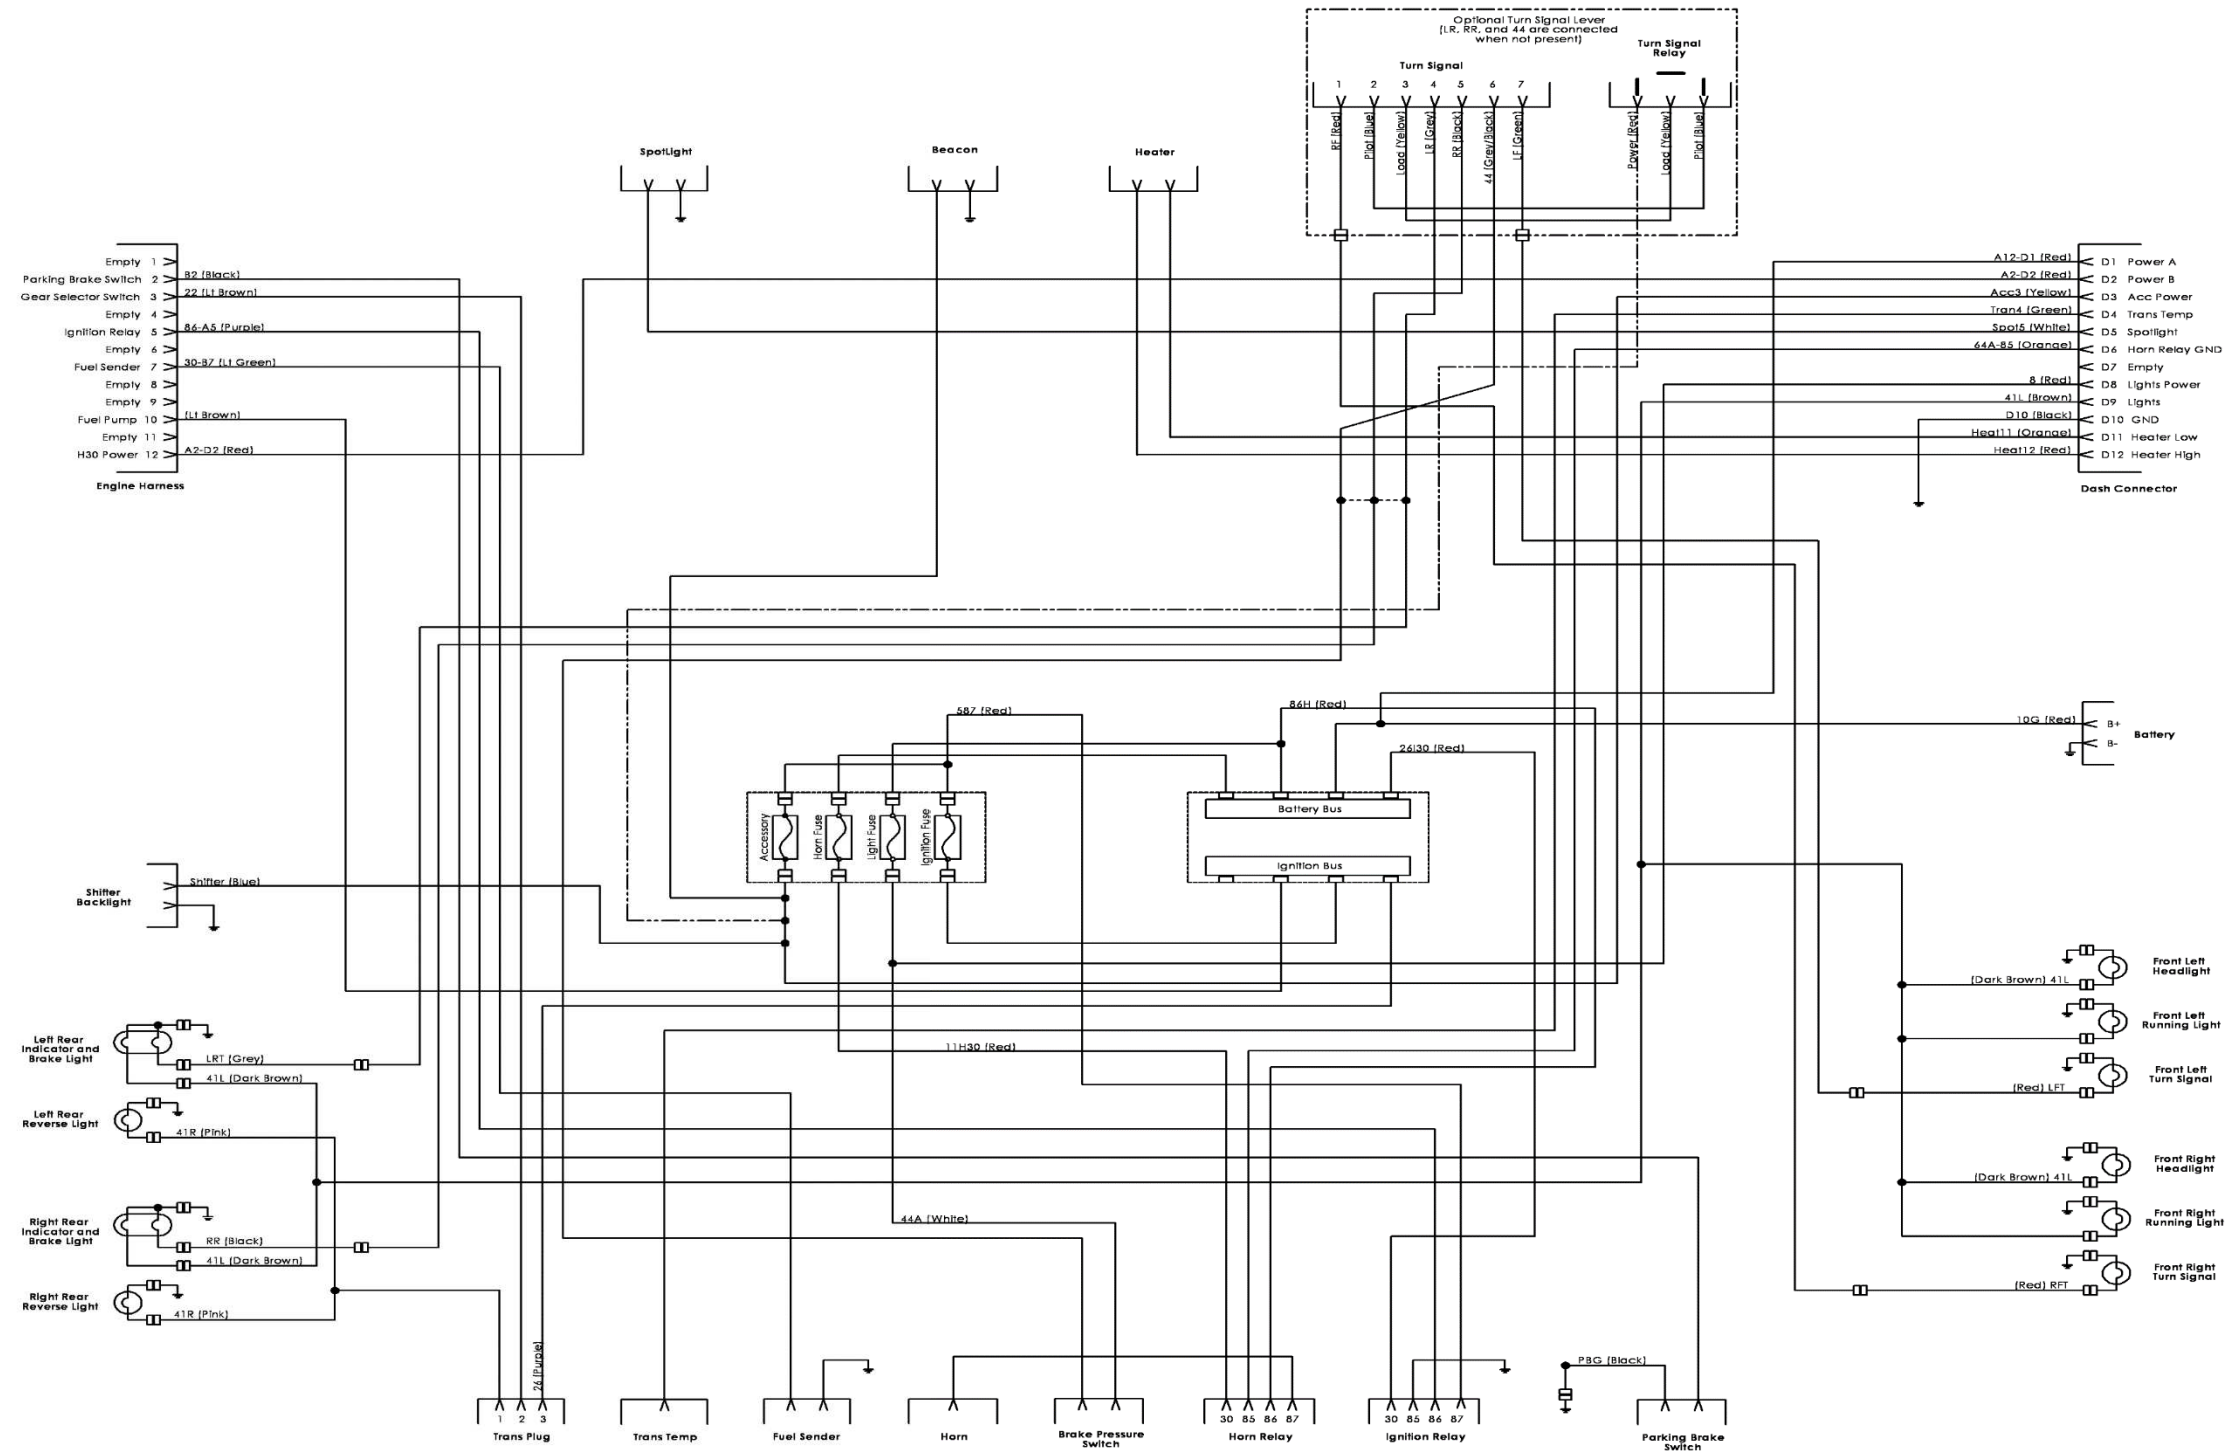 Optional Turn Signal Lever
(LR, RR, and 44 are connected
when not present)
Turn Signal
Relay
Turn Signal
1 2 3 4 5 6 7
RF (Red)
Pilot (Blue)
Load (Yellow)
LR (Grey)
RR (Black)
44 (Grey/Black)
LF (Green)
Power (Red)
Load (Yellow)
Pilot (Blue)
SpotLight
Beacon
Heater
Empty 1
Parking Brake Switch 2 B2 (Black)
Gear Selector Switch 3 22 (Lt Brown)
Empty 4
Ignition Relay 5 86-A5 (Purple)
Empty 6
Fuel Sender 7 30-B7 (Lt Green)
Empty 8
Empty 9
Fuel Pump 10 (Lt Brown)
Empty 11
H30 Power 12 A2-D2 (Red)
Engine Harness
A12-D1 (Red) D1 Power A
A2-D2 (Red) D2 Power B
Acc3 (Yellow) D3 Acc Power
Tran4 (Green) D4 Trans Temp
Spot5 (White) D5 Spotlight
64A-85 (Orange) D6 Horn Relay GND
D7 Empty
8 (Red) D8 Lights Power
41L (Brown) D9 Lights
D10 (Black) D10 GND
Heat11 (Orange) D11 Heater Low
Heat12 (Red) D12 Heater High
Dash Connector
587 (Red)
86H (Red)
26I30 (Red)
10G (Red) B+
B-
Battery
Accessory
Horn Fuse
Light Fuse
Ignition Fuse
Battery Bus
Ignition Bus
Shifter
Backlight
Shifter (Blue)
Left Rear
Indicator and
Brake Light
LRT (Grey)
41L (Dark Brown)
Left Rear
Reverse Light
41R (Pink)
Right Rear
Indicator and
Brake Light
RR (Black)
41L (Dark Brown)
Right Rear
Reverse Light
41R (Pink)
11H30 (Red)
44A (White)
(Dark Brown) 41L
Front Left
Headlight
Front Left
Running Light
(Red) LFT
Front Left
Turn Signal
(Dark Brown) 41L
Front Right
Headlight
Front Right
Running Light
(Red) RFT
Front Right
Turn Signal
26 (Purple)
PBG (Black)
1 2 3
Trans Plug
Trans Temp
Fuel Sender
Horn
Brake Pressure
Switch
30 85 86 87
Horn Relay
30 85 86 87
Ignition Relay
Parking Brake
Switch